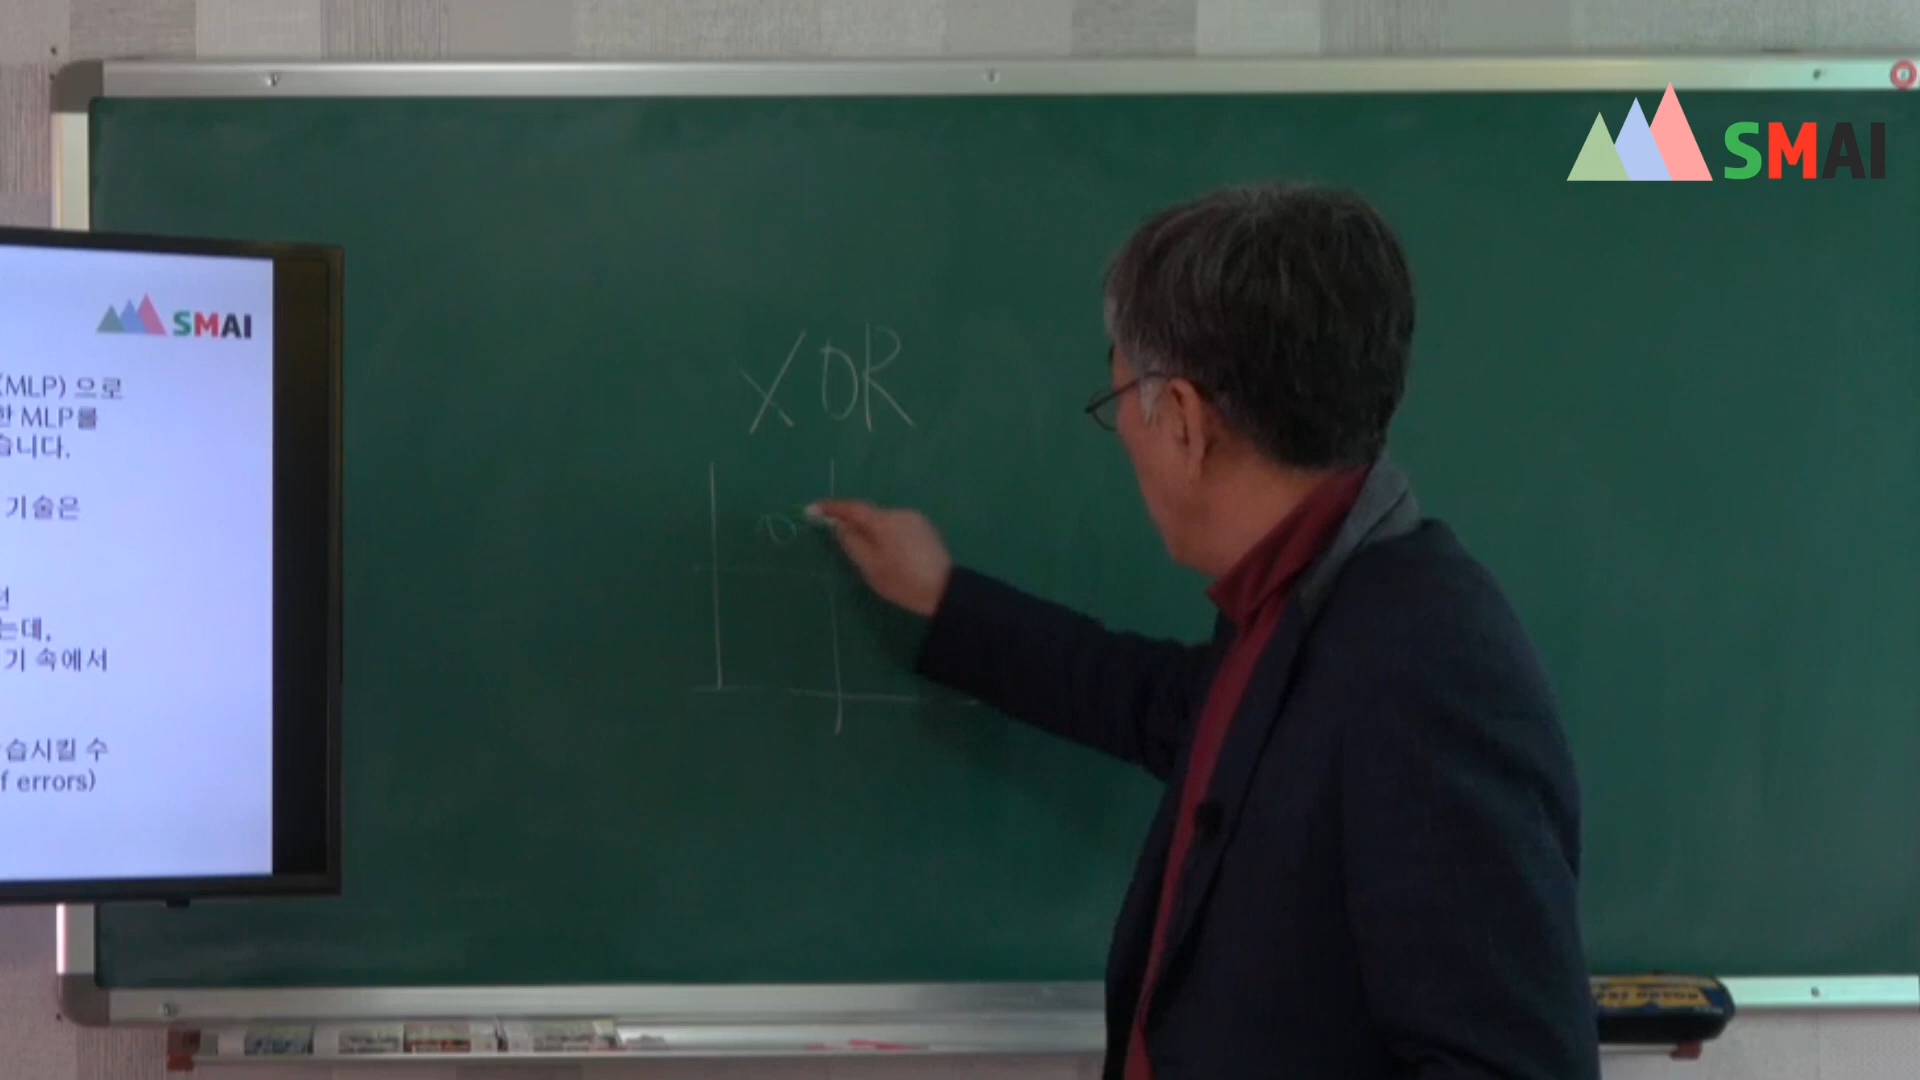 SMAI
SMAI
(MLP) 으로
한 MLP를
습니다.
기술은
는데,
기 속에서
습시킬 수
f errors)
XOR
0